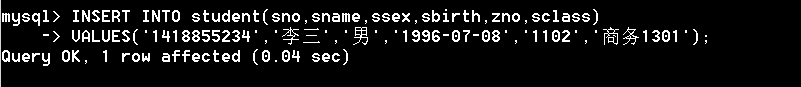 mysql> INSERT INTO student(sno,sname,ssex,sbirth,zno,sclass)
    -> VALUES('1418855234','李三','男','1996-07-08','1102','商务1301');
Query OK, 1 row affected (0.04 sec)